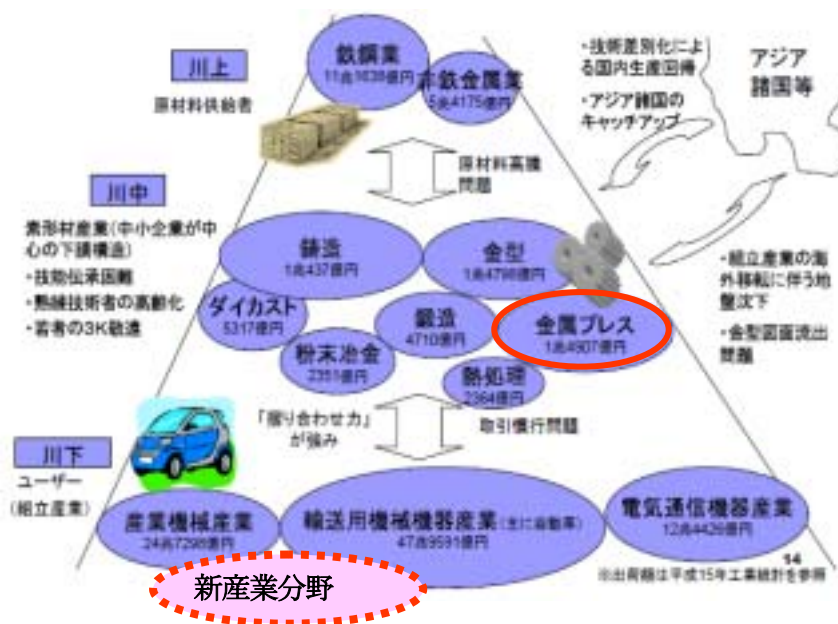 川上
原材料供給者
鉄鋼業
11兆1638億円
非鉄金属業
5兆4175億円
・技術差別化によ
る国内生産回帰
・アジア諸国の
キャッチアップ
アジア
諸国等
原材料高騰
問題
川中
素形材産業(中小企業が中
心の下請構造)
・技能伝承困難
・熟練技術者の高齢化
・若者の3K敬遠
鋳造
1兆437億円
金型
1兆4798億円
ダイカスト
5317億円
鍛造
4710億円
金属プレス
1兆4907億円
粉末冶金
2351億円
熱処理
2364億円
・組立産業の海
外移転に伴う地
盤沈下
・金型図面流出
問題
「摺り合わせ力」
が強み
取引慣行問題
川下
ユーザー
(組立産業)
産業機械産業
24兆7298億円
輸送用機械機器産業(主に自動車)
47兆9591億円
電気通信機器産業
12兆4426億円
14
※出荷額は平成15年工業統計を参照
新産業分野